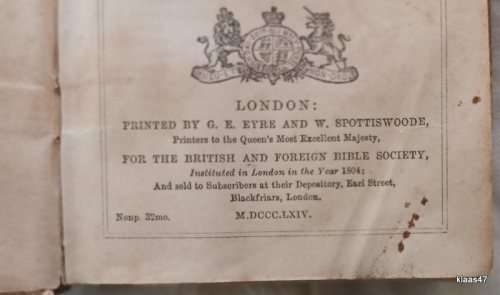 LONDON:
PRINTED BY G. E. EYRE AND W. SPOTTISWOODE,
Printers to the Queen's Most Excellent Majesty,
FOR THE BRITISH AND FOREIGN BIBLE SOCIETY,
Instituted in London in the Year 1804;
And sold to Subscribers at their Depository, Earl Street,
Blackfriars, London.
Nonp. 32mo. M.DCCC.LXIV.
klaas47